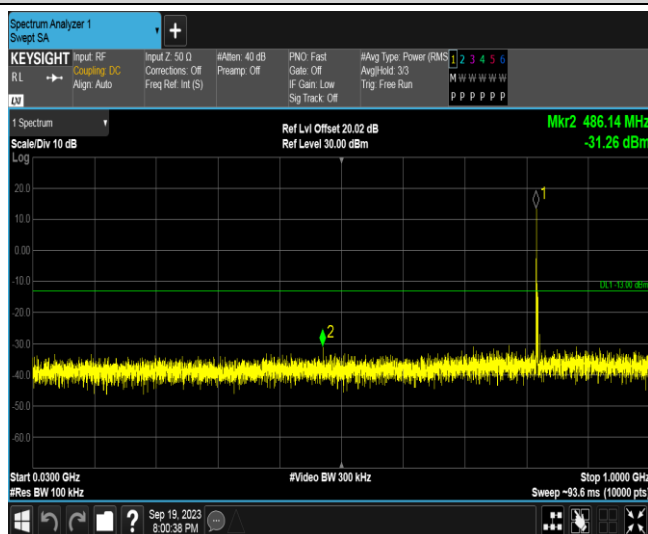 Spectrum Analyzer 1
Swept SA
KEYSIGHT
RL
LXI
Input: RF
Coupling: DC
Align: Auto
Input Z: 50 Ω
Corrections: Off
Freq Ref: Int (S)
#Atten: 40 dB
Preamp: Off
PNO: Fast
Gate: Off
IF Gain: Low
Sig Track: Off
#Avg Type: Power (RMS
Avg|Hold: 3/3
Trig: Free Run
1 2 3 4 5 6
M W W W W W
P P P P P P
1 Spectrum
Scale/Div 10 dB
Ref Lvl Offset 20.02 dB
Ref Level 30.00 dBm
Mkr2 486.14 MHz
-31.26 dBm
Log
20.0
10.0
0.00
-10.0
-20.0
-30.0
-40.0
-50.0
-60.0
1
DL1 -13.00 dBm
2
Start 0.0300 GHz
#Res BW 100 kHz
#Video BW 300 kHz
Stop 1.0000 GHz
Sweep ~93.6 ms (10000 pts)
?
Sep 19, 2023
8:00:38 PM